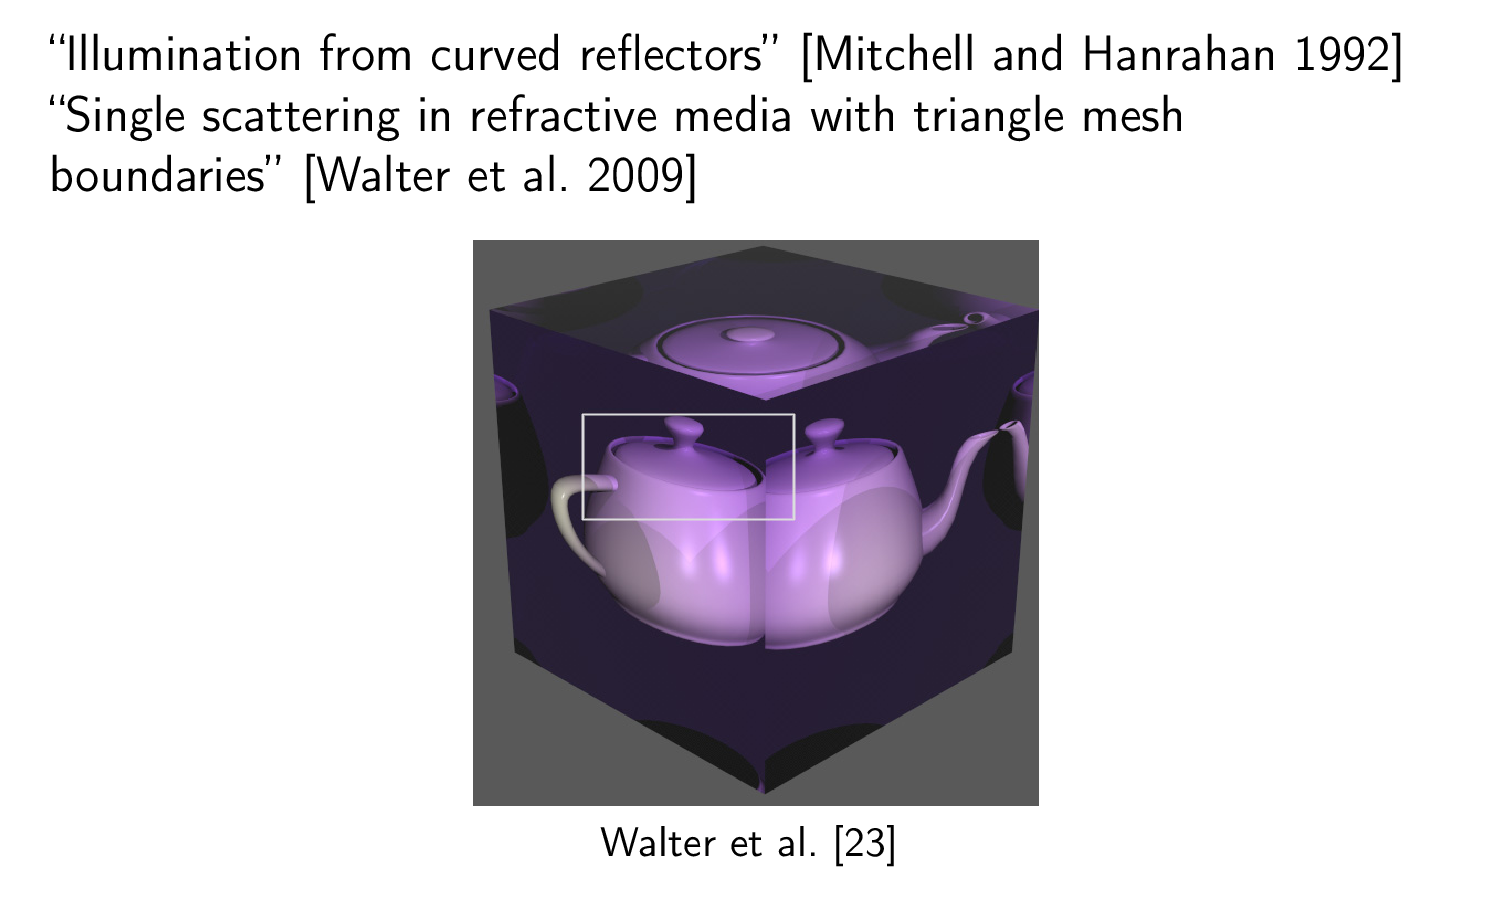 “Illumination from curved reflectors” [Mitchell and Hanrahan 1992]
“Single scattering in refractive media with triangle mesh
boundaries” [Walter et al. 2009]
Walter et al. [23]